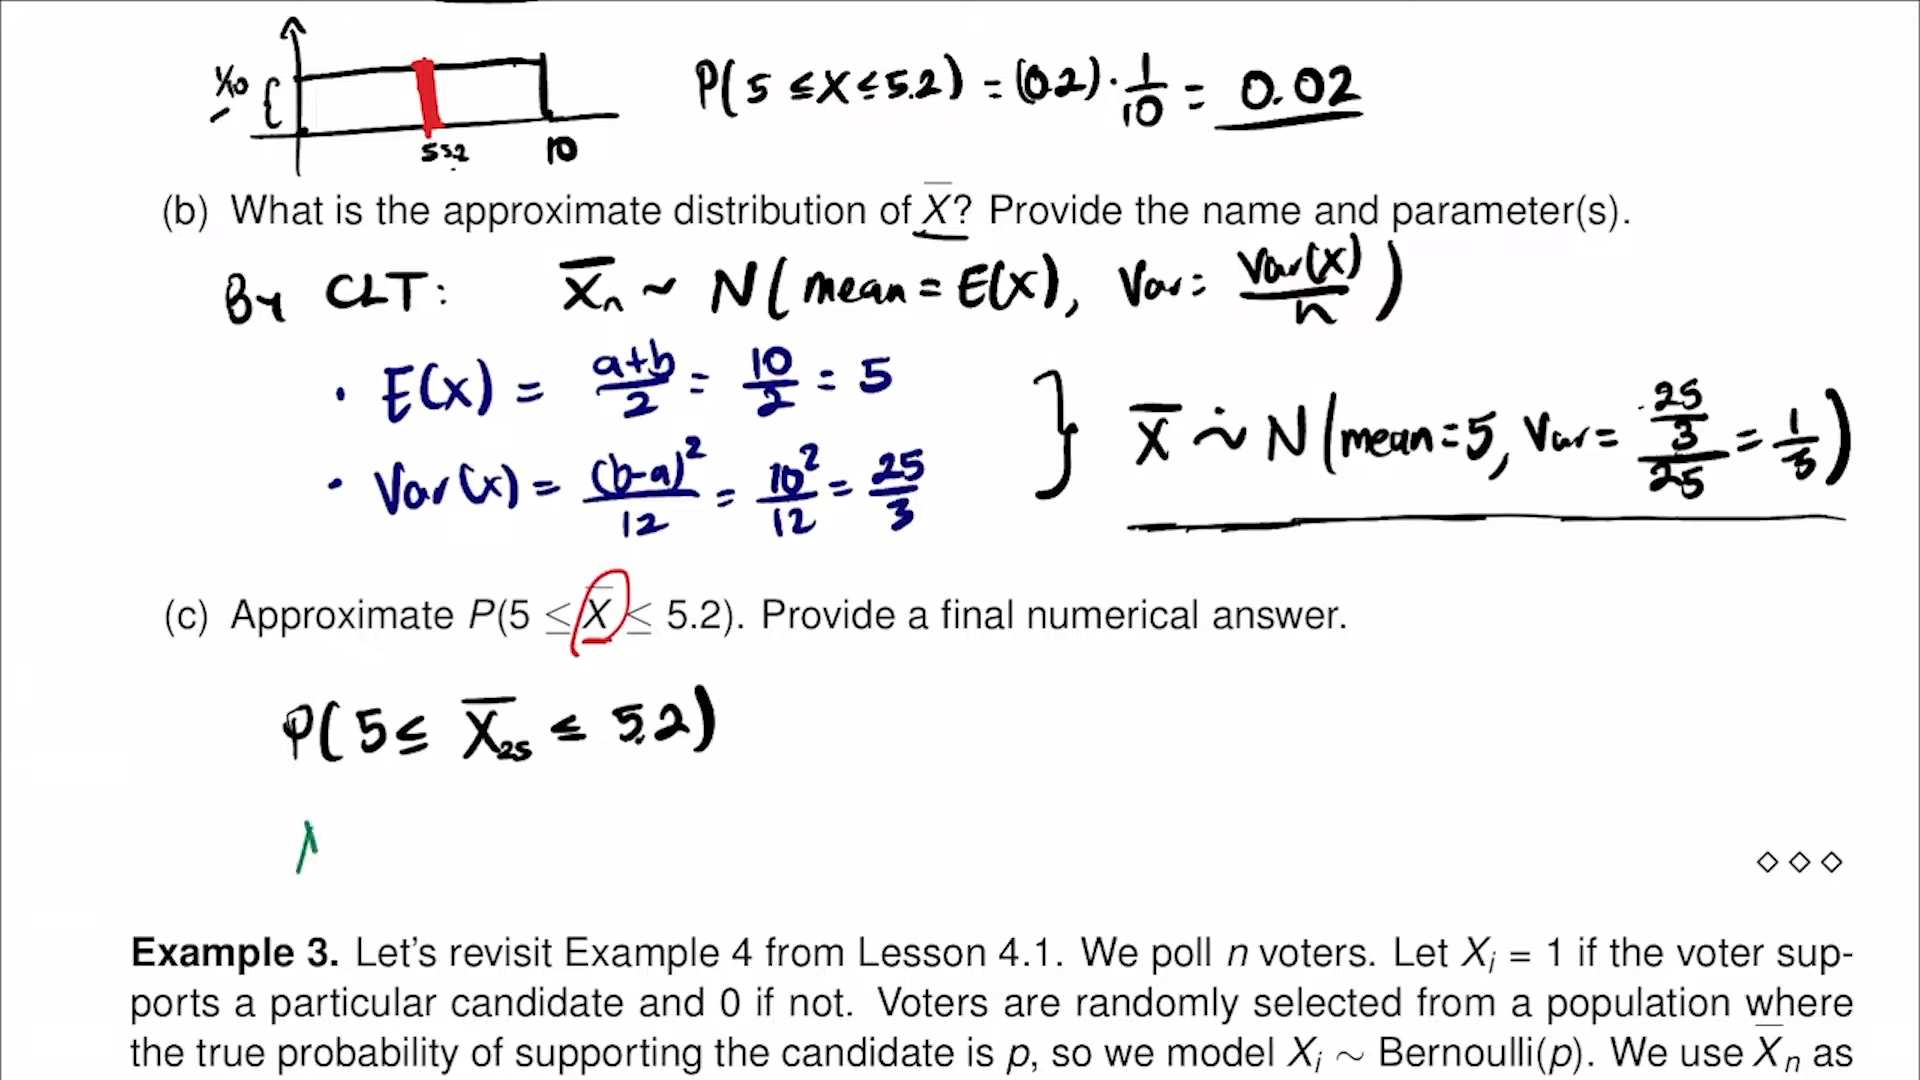 1/10 {
P(5 ≤ X ≤ 5.2) = (0.2) · 1/10 = 0.02
5 5.2 10
(b) What is the approximate distribution of X̅? Provide the name and parameter(s).
By CLT: X̅n ~ N(mean = E(X), Var = Var(X)/n)
· E(X) = (a+b)/2 = 10/2 = 5
· Var(X) = (b-a)²/12 = 10²/12 = 25/3
} X̅ ~ N(mean = 5, Var = (25/3)/25 = 1/3)
(c) Approximate P(5 ≤ X̅ ≤ 5.2). Provide a final numerical answer.
P(5 ≤ X̅25 ≤ 5.2)
◇ ◇ ◇
Example 3. Let's revisit Example 4 from Lesson 4.1. We poll n voters. Let Xi = 1 if the voter sup-
ports a particular candidate and 0 if not. Voters are randomly selected from a population where
the true probability of supporting the candidate is p, so we model Xi ~ Bernoulli(p). We use X̅n as